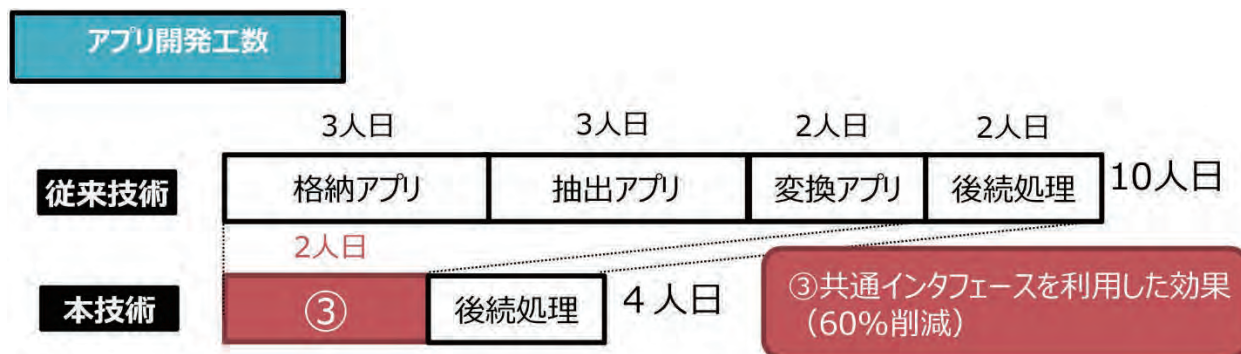 アプリ開発工数
3人日
3人日
2人日
2人日
従来技術
格納アプリ
抽出アプリ
変換アプリ
後続処理
10人日
2人日
本技術
③
後続処理
4人日
③共通インタフェースを利用した効果
(60%削減)